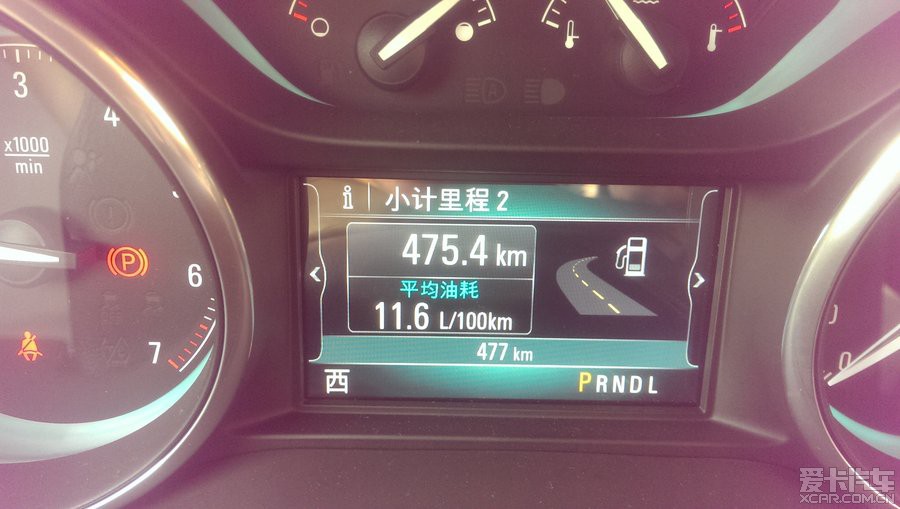 3
4
x1000
min
6
7
P
A
i 小计里程 2
475.4 km
平均油耗
11.6 L/100km
477 km
西
PRNDL
0
爱卡汽车
XCAR.COM.CN